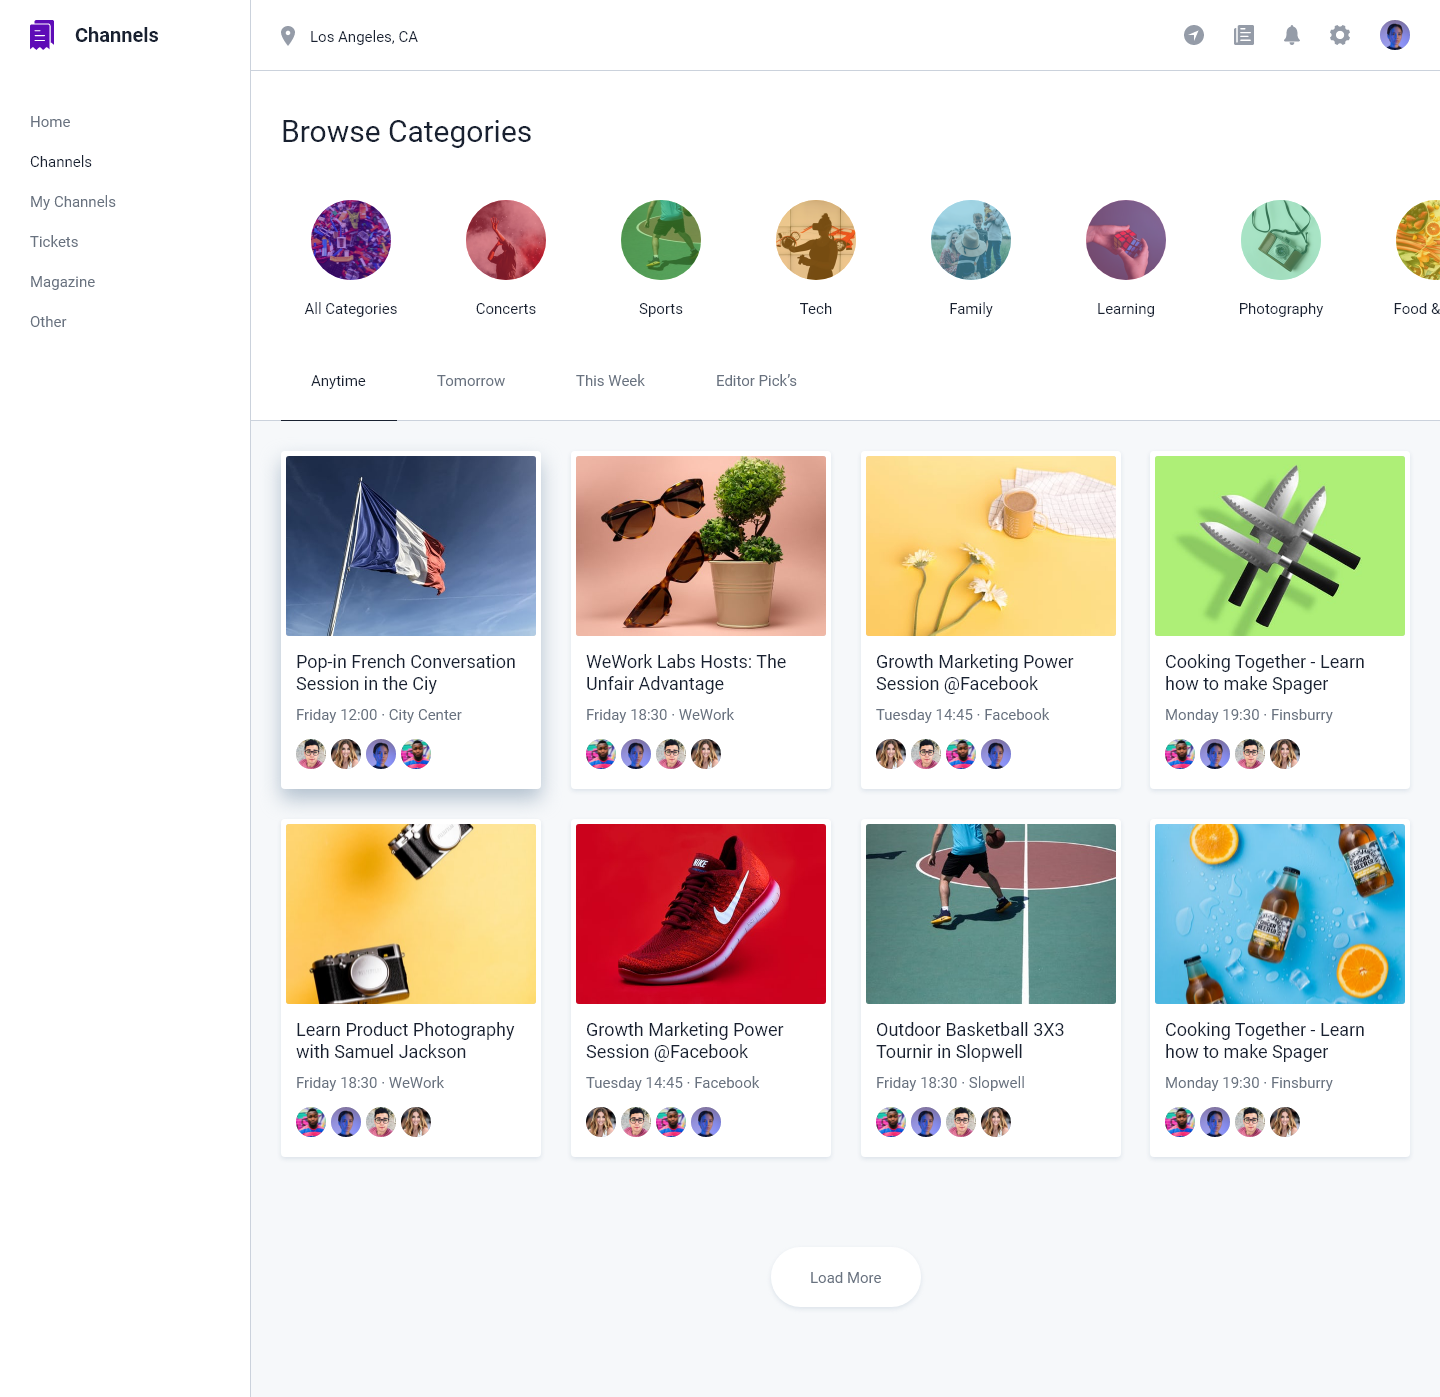 Channels
Los Angeles, CA
Home
Channels
My Channels
Tickets
Magazine
Other
Browse Categories
All Categories
Concerts
Sports
Tech
Family
Learning
Photography
Food &
Anytime
Tomorrow
This Week
Editor Pick’s
Pop-in French Conversation
Session in the Ciy
Friday 12:00 · City Center
WeWork Labs Hosts: The
Unfair Advantage
Friday 18:30 · WeWork
Growth Marketing Power
Session @Facebook
Tuesday 14:45 · Facebook
Cooking Together - Learn
how to make Spager
Monday 19:30 · Finsburry
NIKE
Learn Product Photography
with Samuel Jackson
Friday 18:30 · WeWork
Growth Marketing Power
Session @Facebook
Tuesday 14:45 · Facebook
Outdoor Basketball 3X3
Tournir in Slopwell
Friday 18:30 · Slopwell
Cooking Together - Learn
how to make Spager
Monday 19:30 · Finsburry
Load More